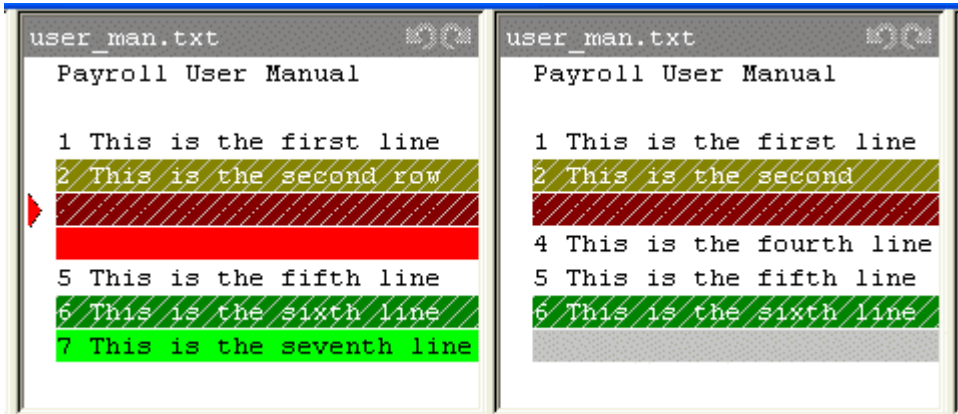 user_man.txt
Payroll User Manual
1 This is the first line
2 This is the second row
5 This is the fifth line
6 This is the sixth line
7 This is the seventh line
user_man.txt
Payroll User Manual
1 This is the first line
2 This is the second
4 This is the fourth line
5 This is the fifth line
6 This is the sixth line